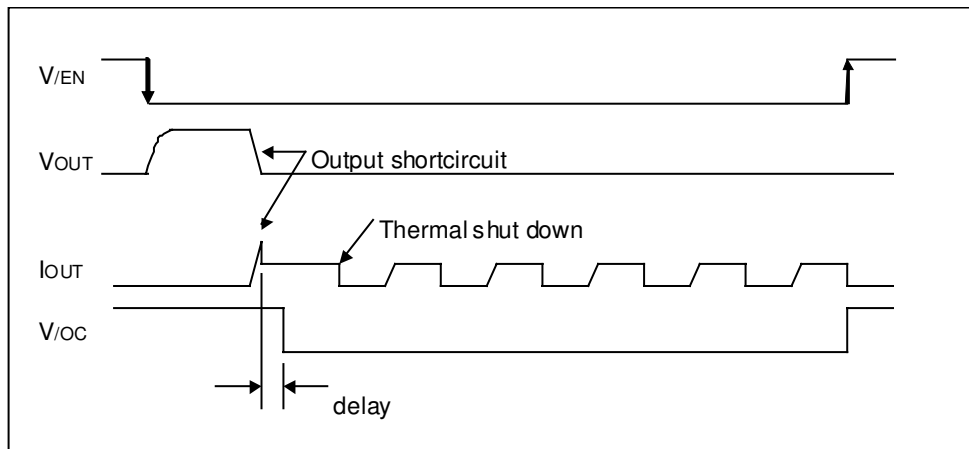 V/EN
VOUT
Output shortcircuit
Thermal shut down
IOUT
V/OC
delay